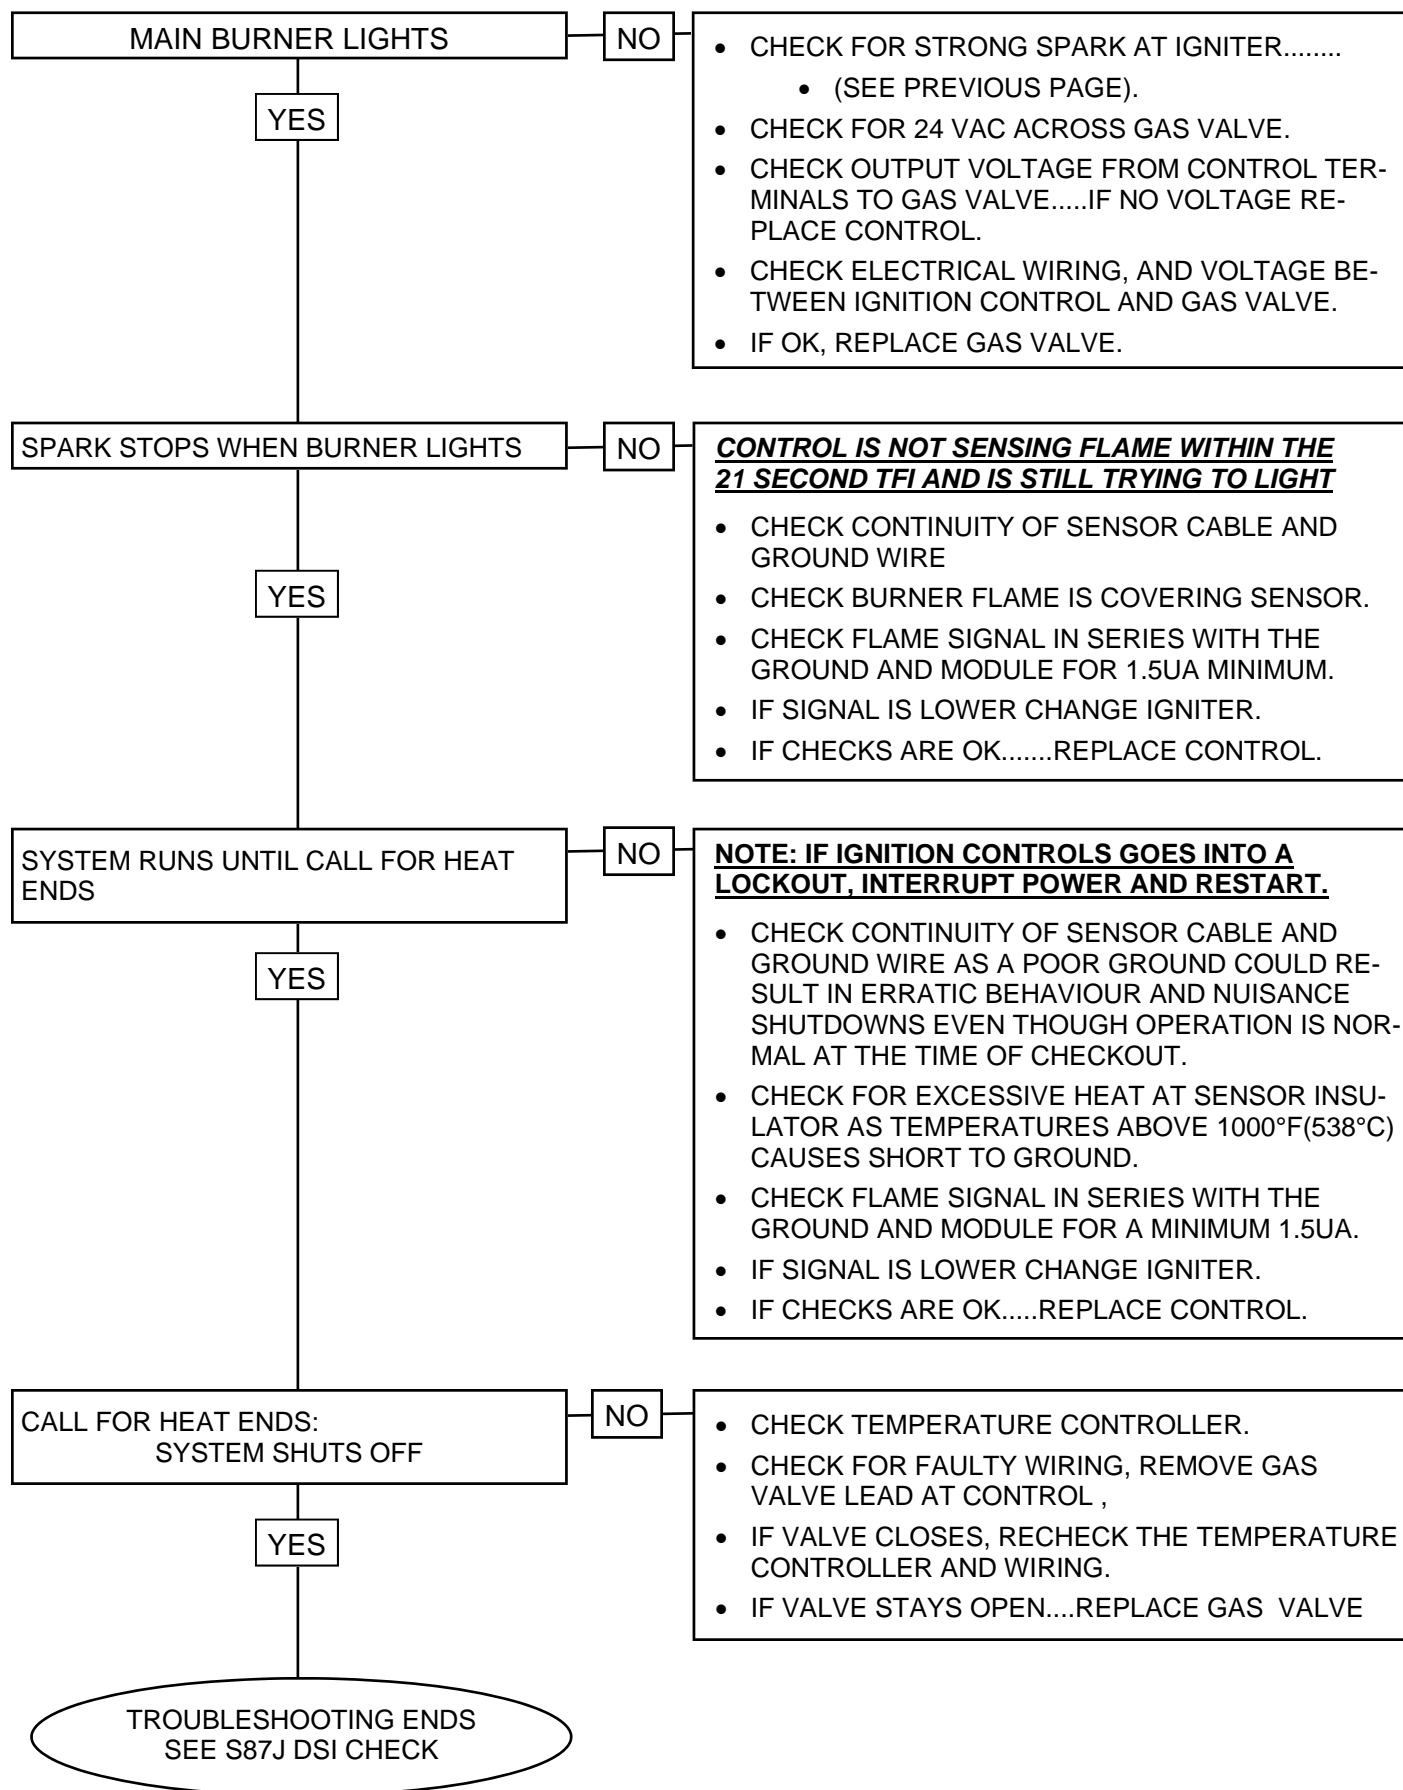 MAIN BURNER LIGHTS
NO
• CHECK FOR STRONG SPARK AT IGNITER........
• (SEE PREVIOUS PAGE).
• CHECK FOR 24 VAC ACROSS GAS VALVE.
• CHECK OUTPUT VOLTAGE FROM CONTROL TER-
MINALS TO GAS VALVE.....IF NO VOLTAGE RE-
PLACE CONTROL.
• CHECK ELECTRICAL WIRING, AND VOLTAGE BE-
TWEEN IGNITION CONTROL AND GAS VALVE.
• IF OK, REPLACE GAS VALVE.
YES
SPARK STOPS WHEN BURNER LIGHTS
NO
CONTROL IS NOT SENSING FLAME WITHIN THE
21 SECOND TFI AND IS STILL TRYING TO LIGHT
• CHECK CONTINUITY OF SENSOR CABLE AND
GROUND WIRE
• CHECK BURNER FLAME IS COVERING SENSOR.
• CHECK FLAME SIGNAL IN SERIES WITH THE
GROUND AND MODULE FOR 1.5UA MINIMUM.
• IF SIGNAL IS LOWER CHANGE IGNITER.
• IF CHECKS ARE OK.......REPLACE CONTROL.
YES
SYSTEM RUNS UNTIL CALL FOR HEAT
ENDS
NO
NOTE: IF IGNITION CONTROLS GOES INTO A
LOCKOUT, INTERRUPT POWER AND RESTART.
• CHECK CONTINUITY OF SENSOR CABLE AND
GROUND WIRE AS A POOR GROUND COULD RE-
SULT IN ERRATIC BEHAVIOUR AND NUISANCE
SHUTDOWNS EVEN THOUGH OPERATION IS NOR-
MAL AT THE TIME OF CHECKOUT.
• CHECK FOR EXCESSIVE HEAT AT SENSOR INSU-
LATOR AS TEMPERATURES ABOVE 1000°F(538°C)
CAUSES SHORT TO GROUND.
• CHECK FLAME SIGNAL IN SERIES WITH THE
GROUND AND MODULE FOR A MINIMUM 1.5UA.
• IF SIGNAL IS LOWER CHANGE IGNITER.
• IF CHECKS ARE OK.....REPLACE CONTROL.
YES
CALL FOR HEAT ENDS:
SYSTEM SHUTS OFF
NO
• CHECK TEMPERATURE CONTROLLER.
• CHECK FOR FAULTY WIRING, REMOVE GAS
VALVE LEAD AT CONTROL ,
• IF VALVE CLOSES, RECHECK THE TEMPERATURE
CONTROLLER AND WIRING.
• IF VALVE STAYS OPEN....REPLACE GAS VALVE
YES
TROUBLESHOOTING ENDS
SEE S87J DSI CHECK